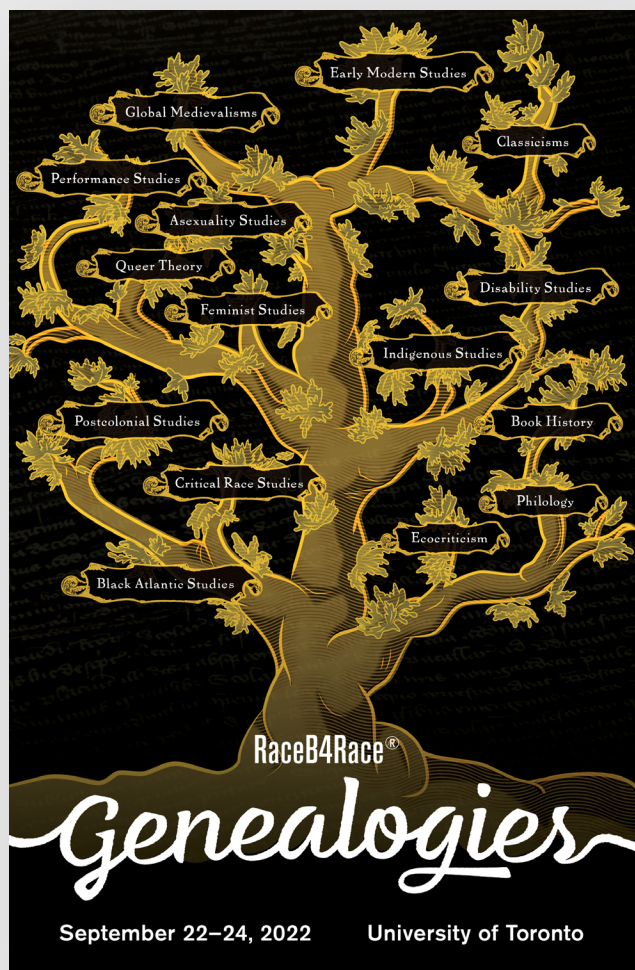 Early Modern Studies
Global Medievalisms
Classicisms
Performance Studies
Asexuality Studies
Queer Theory
Disability Studies
Feminist Studies
Indigenous Studies
Postcolonial Studies
Book History
Critical Race Studies
Philology
Ecocriticism
Black Atlantic Studies
RaceB4Race®
Genealogies
September 22–24, 2022
University of Toronto